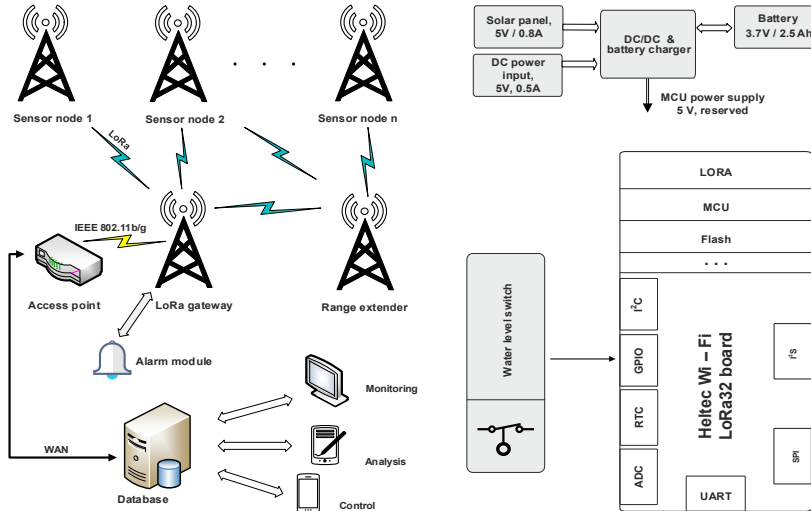 Sensor node 1
Sensor node 2
Sensor node n
. . .
LoRa
IEEE 802.11b/g
Access point
LoRa gateway
Range extender
Alarm module
Monitoring
WAN
Analysis
Database
Control
Solar panel,
5V / 0.8A
DC power
input,
5V, 0.5A
DC/DC &
battery charger
Battery
3.7V / 2.5Ah
MCU power supply
5 V, reserved
Water level switch
LORA
MCU
Flash
. . .
I²C
GPIO
RTC
ADC
Heltec Wi – Fi
LoRa32 board
I²S
SPI
UART